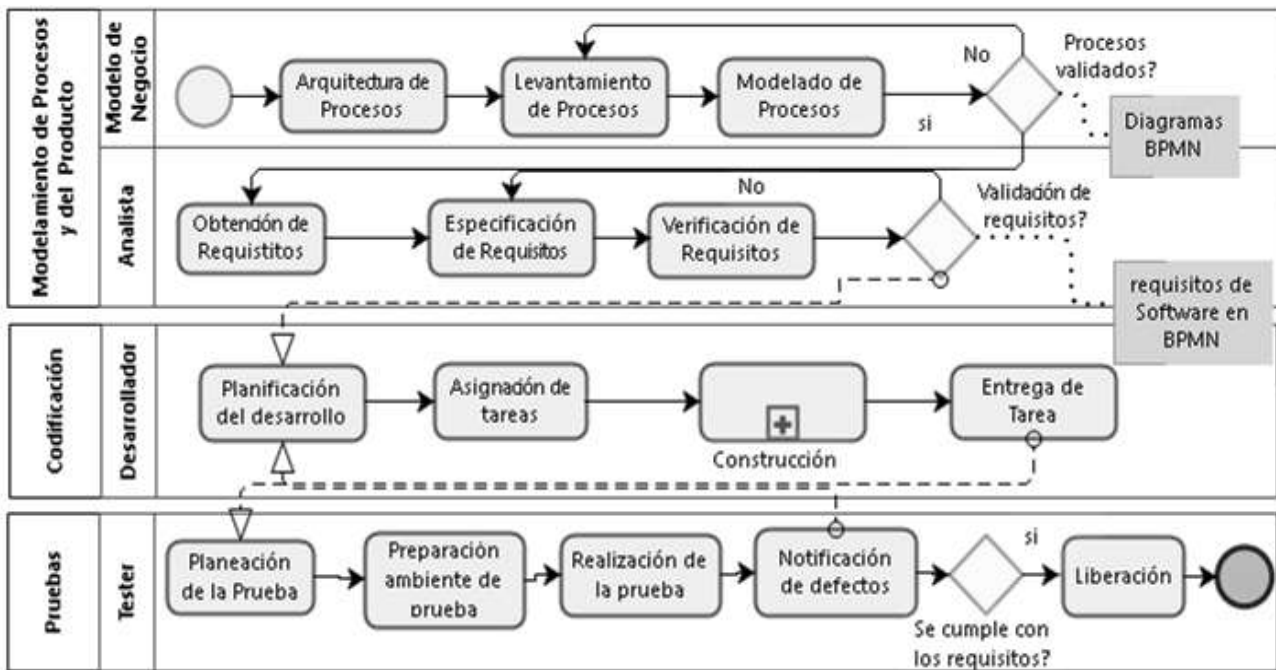 Modelamiento de Procesos
y del Producto
Modelo de
Negocio
Arquitectura de
Procesos
Levantamiento
de Procesos
Modelado de
Procesos
No
si
Procesos
validados?
Diagramas
BPMN
Analista
Obtención de
Requistitos
Especificación
de Requisitos
Verificación de
Requisitos
No
Validación de
requisitos?
requisitos de
Software en
BPMN
Codificación
Desarrollador
Planificación
del desarrollo
Asignación de
tareas
Construcción
Entrega de
Tarea
Pruebas
Tester
Planeación
de la Prueba
Preparación
ambiente de
prueba
Realización de
la prueba
Notificación
de defectos
si
Se cumple con
los requisitos?
Liberación